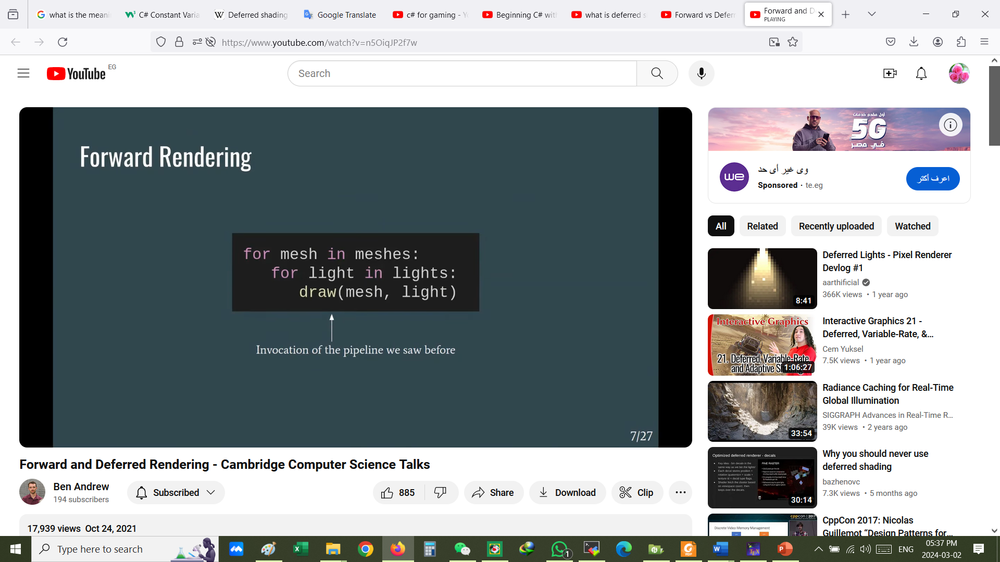 what is the meani
C# Constant Varia
Deferred shading
Google Translate
c# for gaming - Y
Beginning C# wit
what is deferred s
Forward vs Deferr
Forward and D
PLAYING
https://www.youtube.com/watch?v=n5OiqJP2f7w
YouTube EG
Search
Forward Rendering
for mesh in meshes:
for light in lights:
draw(mesh, light)
Invocation of the pipeline we saw before
7/27
Forward and Deferred Rendering - Cambridge Computer Science Talks
Ben Andrew
194 subscribers
Subscribed
885
Share
Download
Clip
17,939 views Oct 24, 2021
اول مقدم خدمات
5G
في مصر
we
وى غير أى حد
Sponsored · te.eg
اعرف أكتر
All
Related
Recently uploaded
Watched
8:41
Deferred Lights - Pixel Renderer
Devlog #1
aarthificial
366K views • 1 year ago
Interactive Graphics
21. Deferred, Variable-Rate,
and Adaptive
1:06:27
Interactive Graphics 21 -
Deferred, Variable-Rate, &...
Cem Yuksel
7.5K views • 1 year ago
33:54
Radiance Caching for Real-Time
Global Illumination
SIGGRAPH Advances in Real-Time R...
39K views • 2 years ago
Optimized deferred renderer - decals
FINE RASTER
30:14
Why you should never use
deferred shading
bazhenovc
7.3K views • 5 months ago
cppcon | 2017
Discrete Video Memory Management
CppCon 2017: Nicolas
Guillemot “Design Patterns for...
Type here to search
1
ENG
05:37 PM
2024-03-02